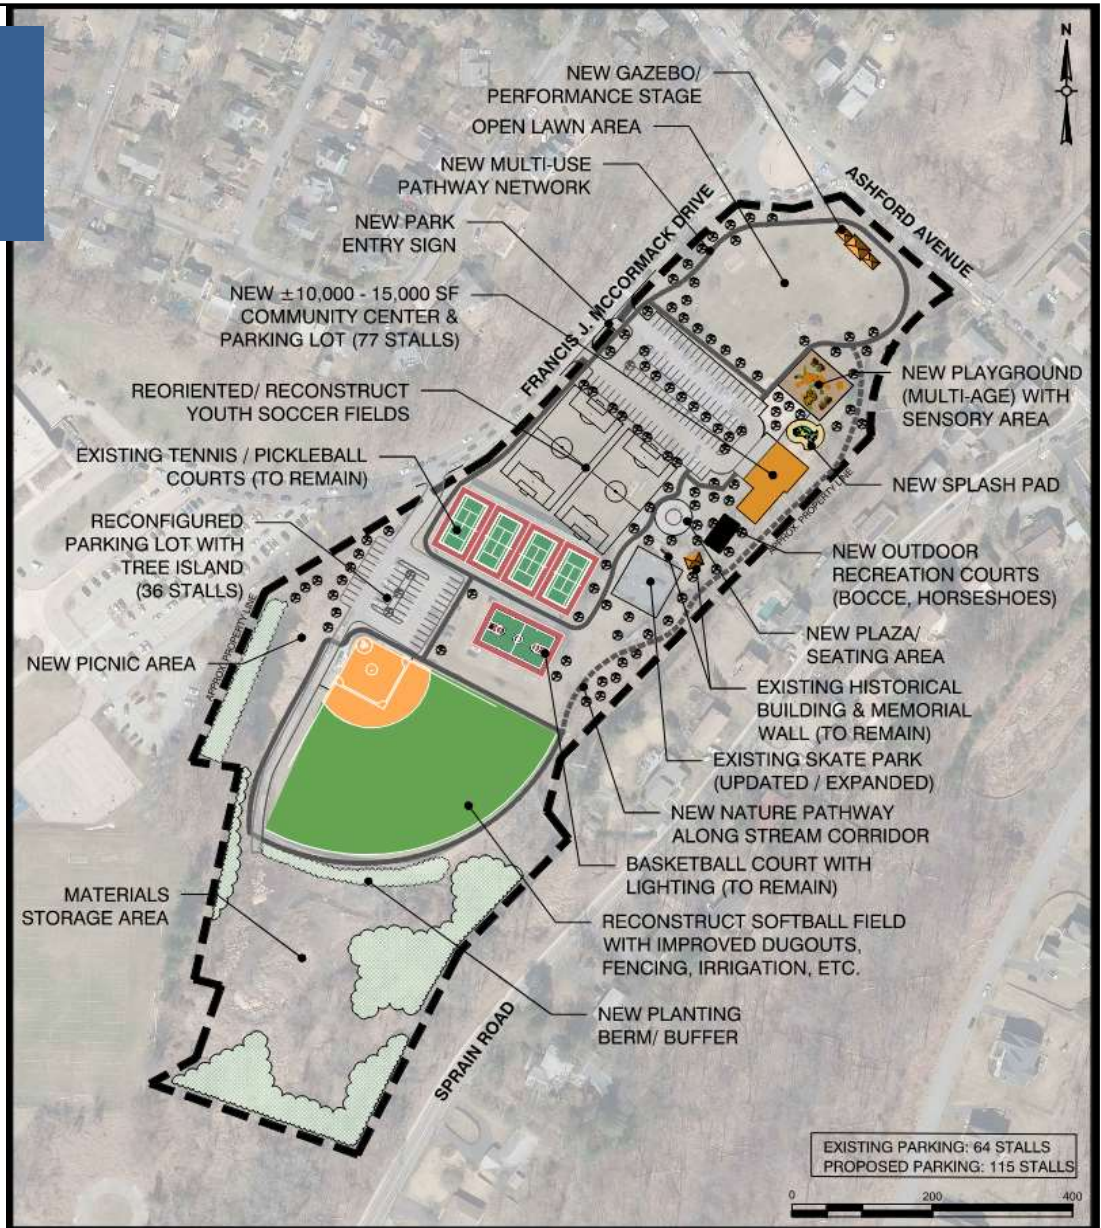 N
NEW GAZEBO/
PERFORMANCE STAGE
OPEN LAWN AREA
NEW MULTI-USE
PATHWAY NETWORK
NEW PARK
ENTRY SIGN
NEW ±10,000 - 15,000 SF
COMMUNITY CENTER &
PARKING LOT (77 STALLS)
REORIENTED/ RECONSTRUCT
YOUTH SOCCER FIELDS
EXISTING TENNIS / PICKLEBALL
COURTS (TO REMAIN)
RECONFIGURED
PARKING LOT WITH
TREE ISLAND
(36 STALLS)
NEW PICNIC AREA
MATERIALS
STORAGE AREA
FRANCIS J. MCCORMACK DRIVE
ASHFORD AVENUE
APPROX PROPERTY LINE
APPROX PROPERTY LINE
SPRAIN ROAD
NEW PLAYGROUND
(MULTI-AGE) WITH
SENSORY AREA
NEW SPLASH PAD
NEW OUTDOOR
RECREATION COURTS
(BOCCE, HORSESHOES)
NEW PLAZA/
SEATING AREA
EXISTING HISTORICAL
BUILDING & MEMORIAL
WALL (TO REMAIN)
EXISTING SKATE PARK
(UPDATED / EXPANDED)
NEW NATURE PATHWAY
ALONG STREAM CORRIDOR
BASKETBALL COURT WITH
LIGHTING (TO REMAIN)
RECONSTRUCT SOFTBALL FIELD
WITH IMPROVED DUGOUTS,
FENCING, IRRIGATION, ETC.
NEW PLANTING
BERM/ BUFFER
EXISTING PARKING: 64 STALLS
PROPOSED PARKING: 115 STALLS
0 200 400